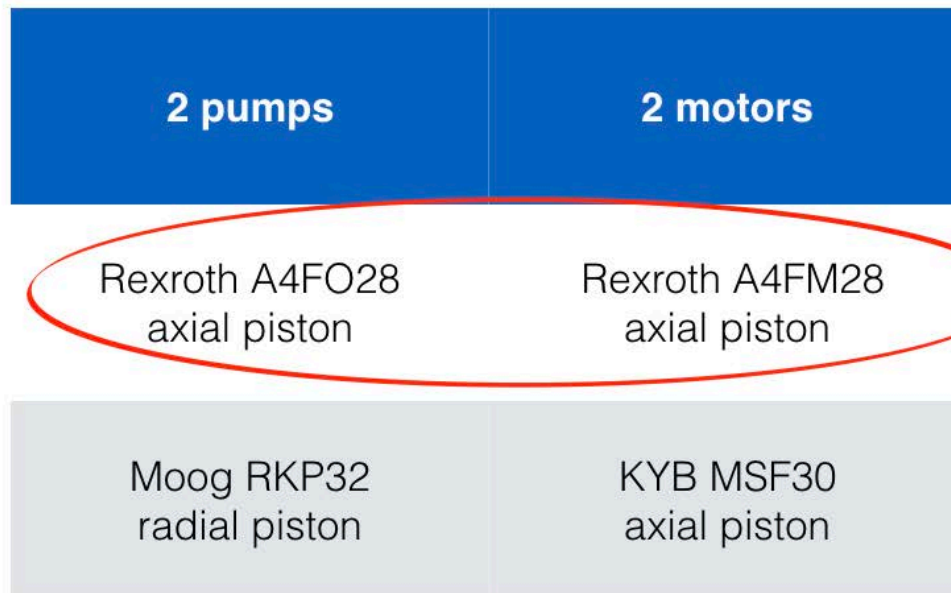 2 pumps
2 motors
Rexroth A4FO28
axial piston
Rexroth A4FM28
axial piston
Moog RKP32
radial piston
KYB MSF30
axial piston